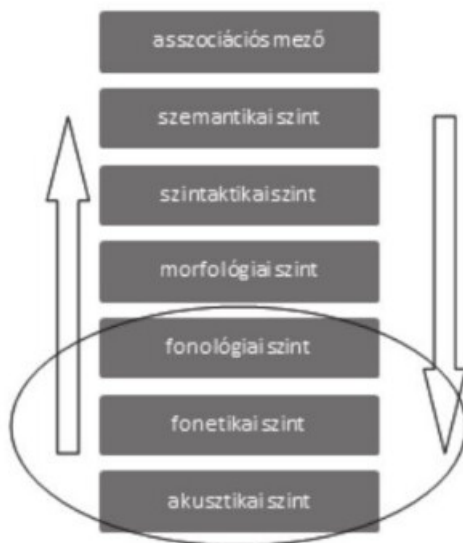 asszociációs mező
szemantikai szint
szintaktikai szint
morfológiai szint
fonológiai szint
fonetikai szint
akusztikai szint